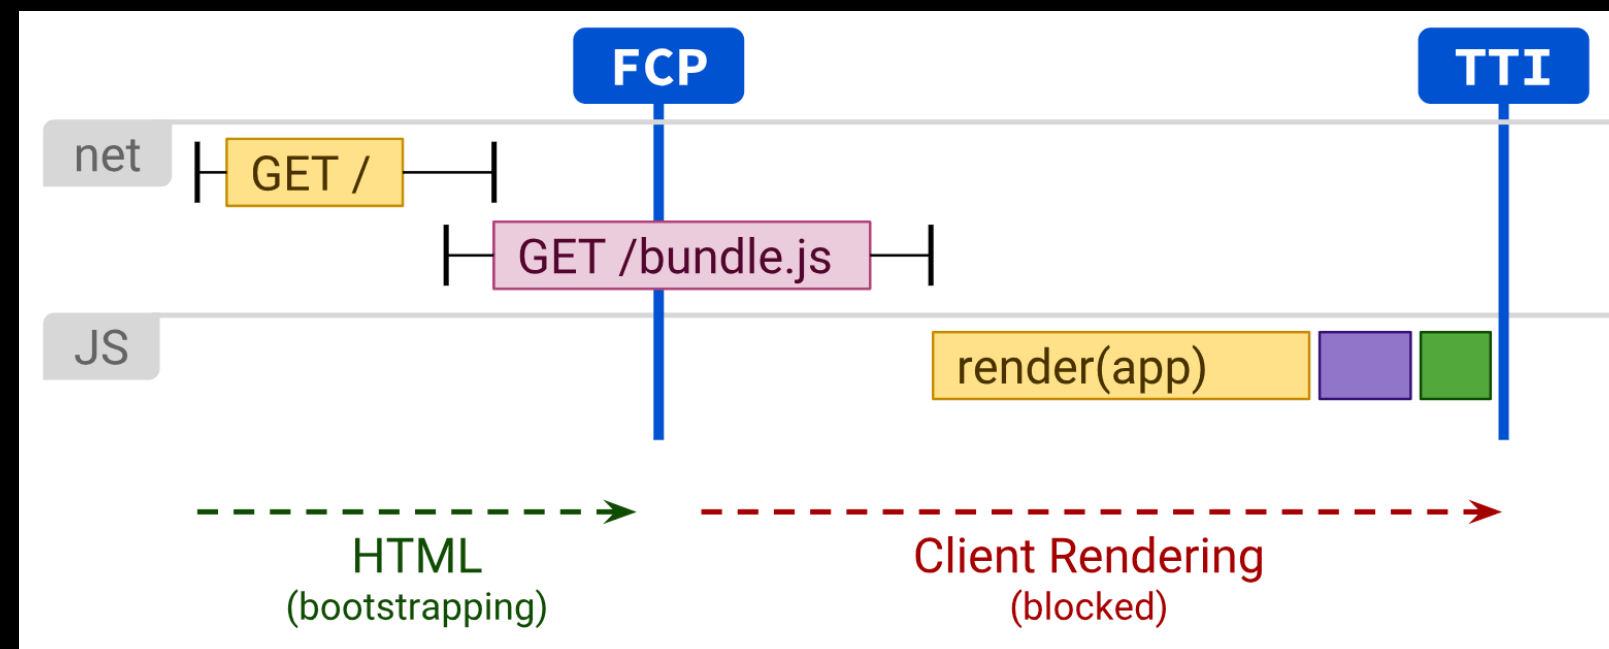 FCP
TTI
net
GET /
GET /bundle.js
JS
render(app)
HTML
(bootstrapping)
Client Rendering
(blocked)